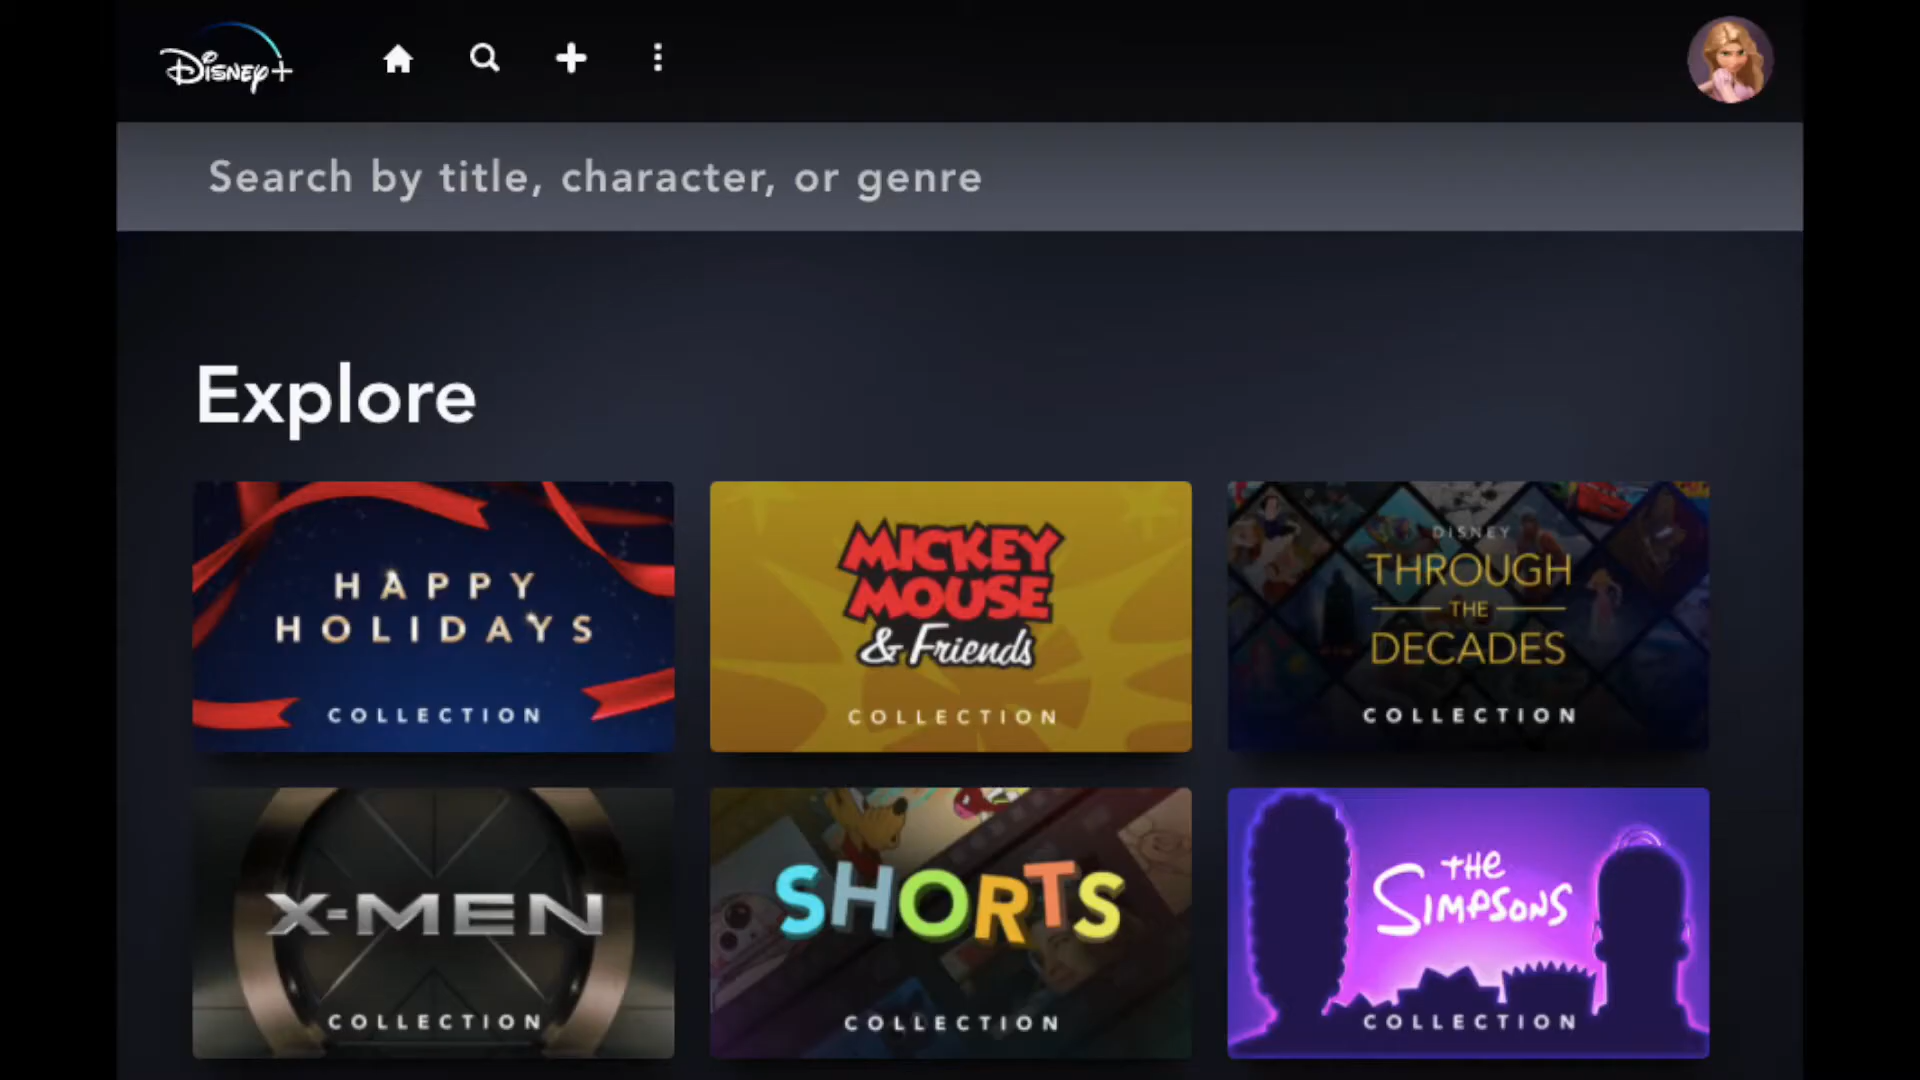 Disney+
Search by title, character, or genre
Explore
HAPPY
HOLIDAYS
COLLECTION
MICKEY
MOUSE
& Friends
COLLECTION
DISNEY
THROUGH
THE
DECADES
COLLECTION
X-MEN
COLLECTION
SHORTS
COLLECTION
THE
SIMPSONS
COLLECTION